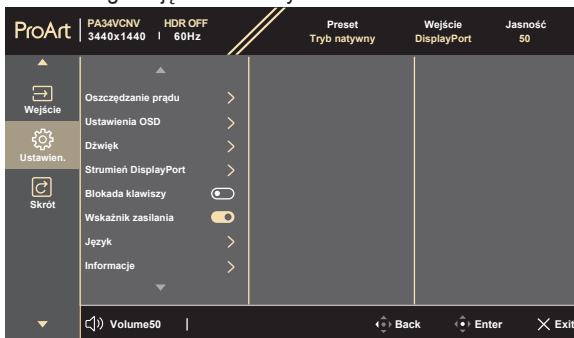 ProArt
PA34VCNV HDR OFF
3440x1440 60Hz
Preset
Tryb natywny
Wejście
DisplayPort
Jasność
50
Wejście
Ustawien.
Skrót
Oszczędzanie prądu
Ustawienia OSD
Dźwięk
Strumień DisplayPort
Blokada klawiszy
Wskaźnik zasilania
Język
Informacje
Volume50 |
Back
Enter
Exit